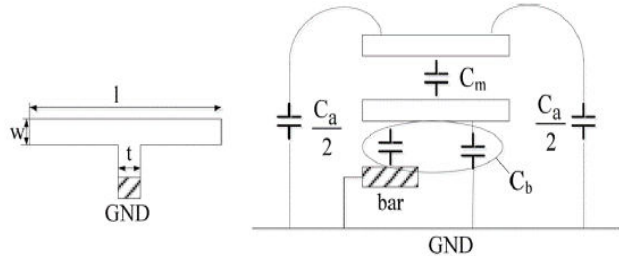 l
w
t
GND
C_m
C_a/2
C_a/2
C_b
bar
GND